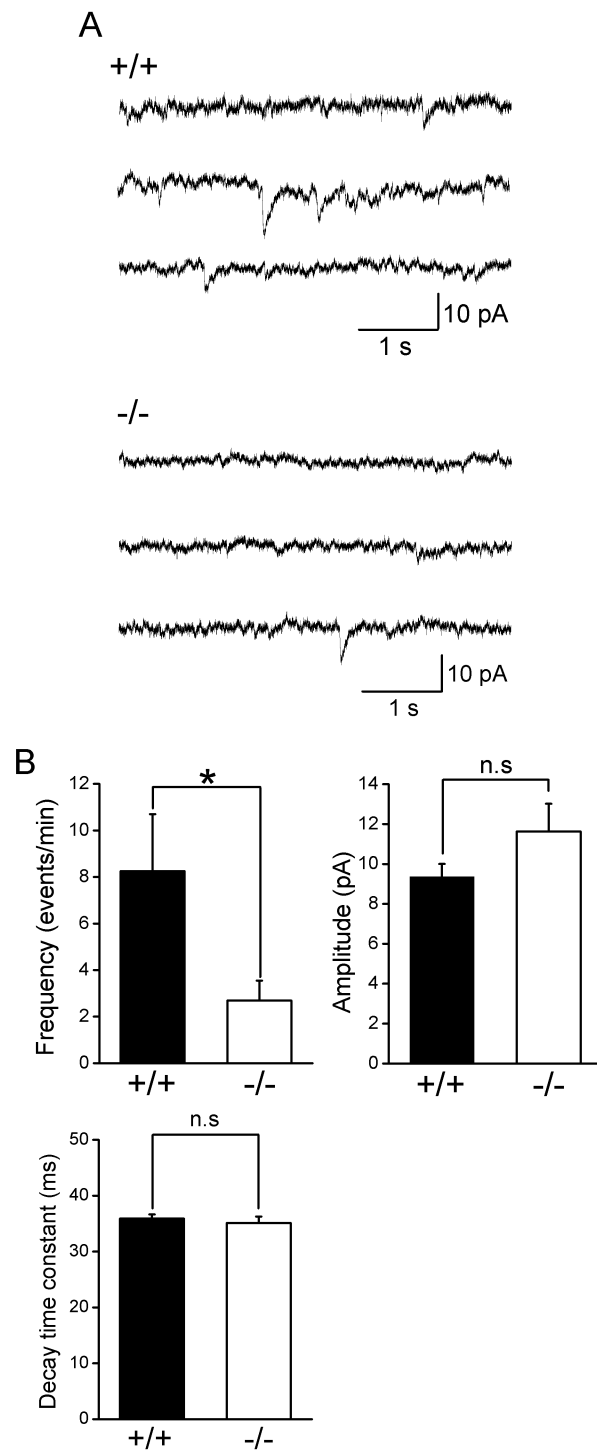 A
+/+
10 pA
1 s
-/-
10 pA
1 s
B
*
Frequency (events/min)
12
10
8
6
4
2
0
+/+
-/-
n.s
Amplitude (pA)
14
12
10
8
6
4
2
0
+/+
-/-
n.s
Decay time constant (ms)
50
40
30
20
10
0
+/+
-/-